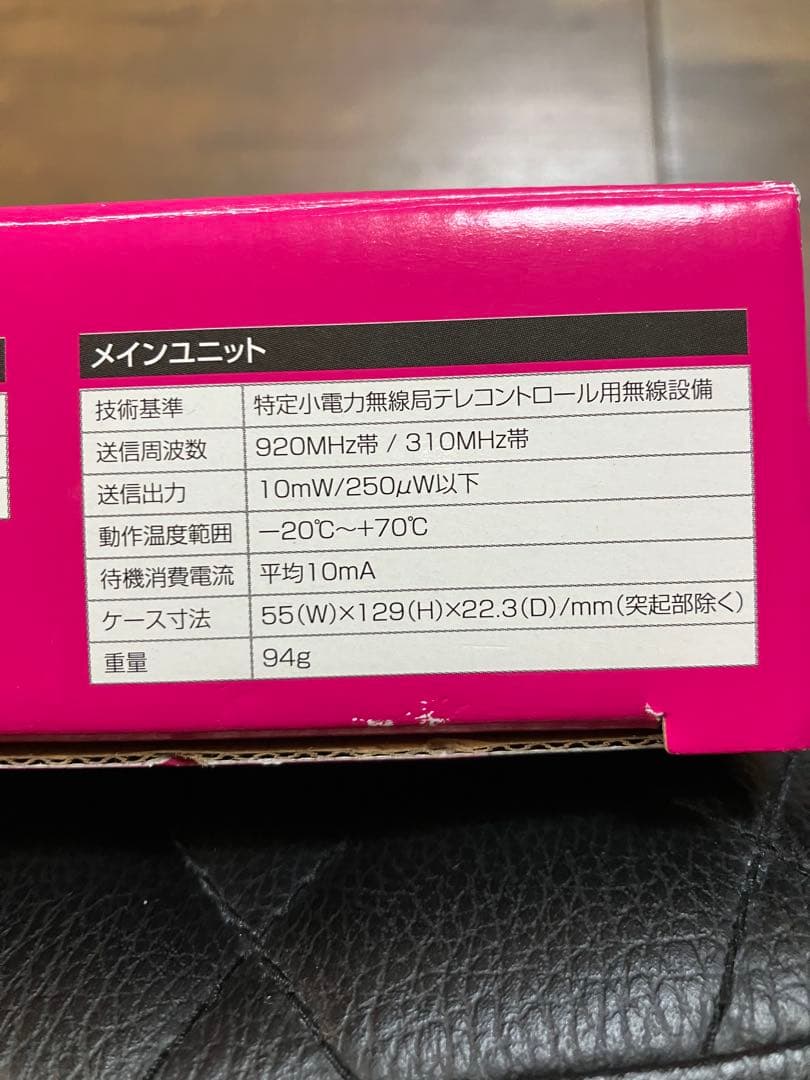 メインユニット
技術基準 特定小電力無線局テレコントロール用無線設備
送信周波数 920MHz帯 / 310MHz帯
送信出力 10mW/250μW以下
動作温度範囲 −20℃〜+70℃
待機消費電流 平均10mA
ケース寸法 55(W)×129(H)×22.3(D)/mm(突起部除く)
重量 94g